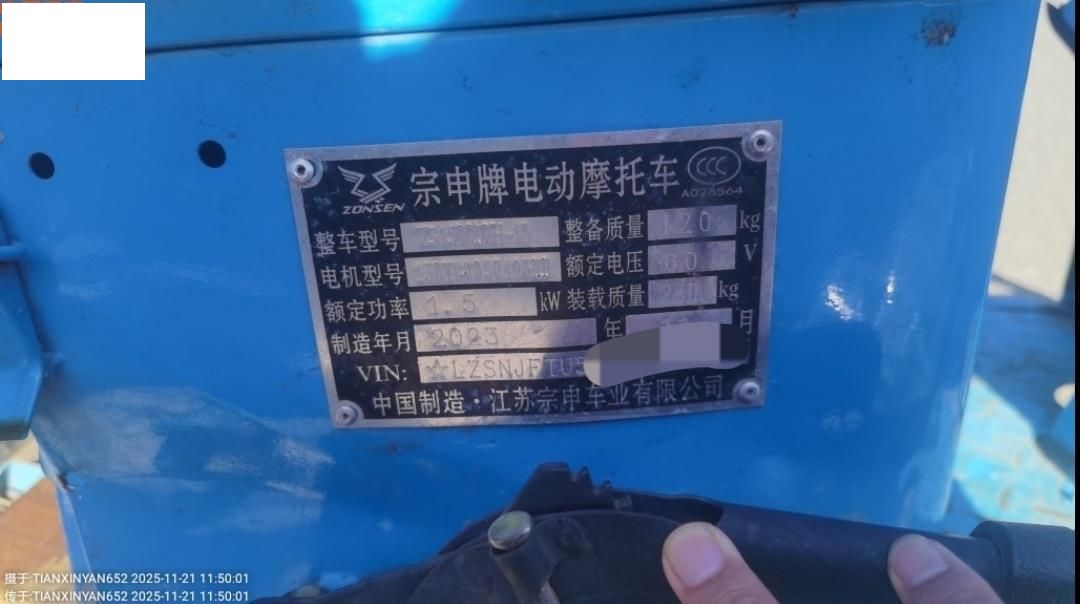 ZONSEN 宗申牌电动摩托车 CCC
A028564
整车型号 整备质量 120 kg
电机型号 额定电压 60 V
额定功率 1.5 kW 装载质量 kg
制造年月 2023 年 月
VIN: ☆LZSNJFTU5
中国制造·江苏宗申车业有限公司
摄于:TIANXINYAN652 2025-11-21 11:50:01
传于:TIANXINYAN652 2025-11-21 11:50:01